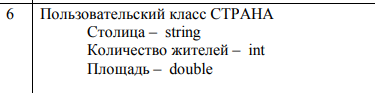 6 Пользовательский класс СТРАНА
Столица – string
Количество жителей – int
Площадь – double